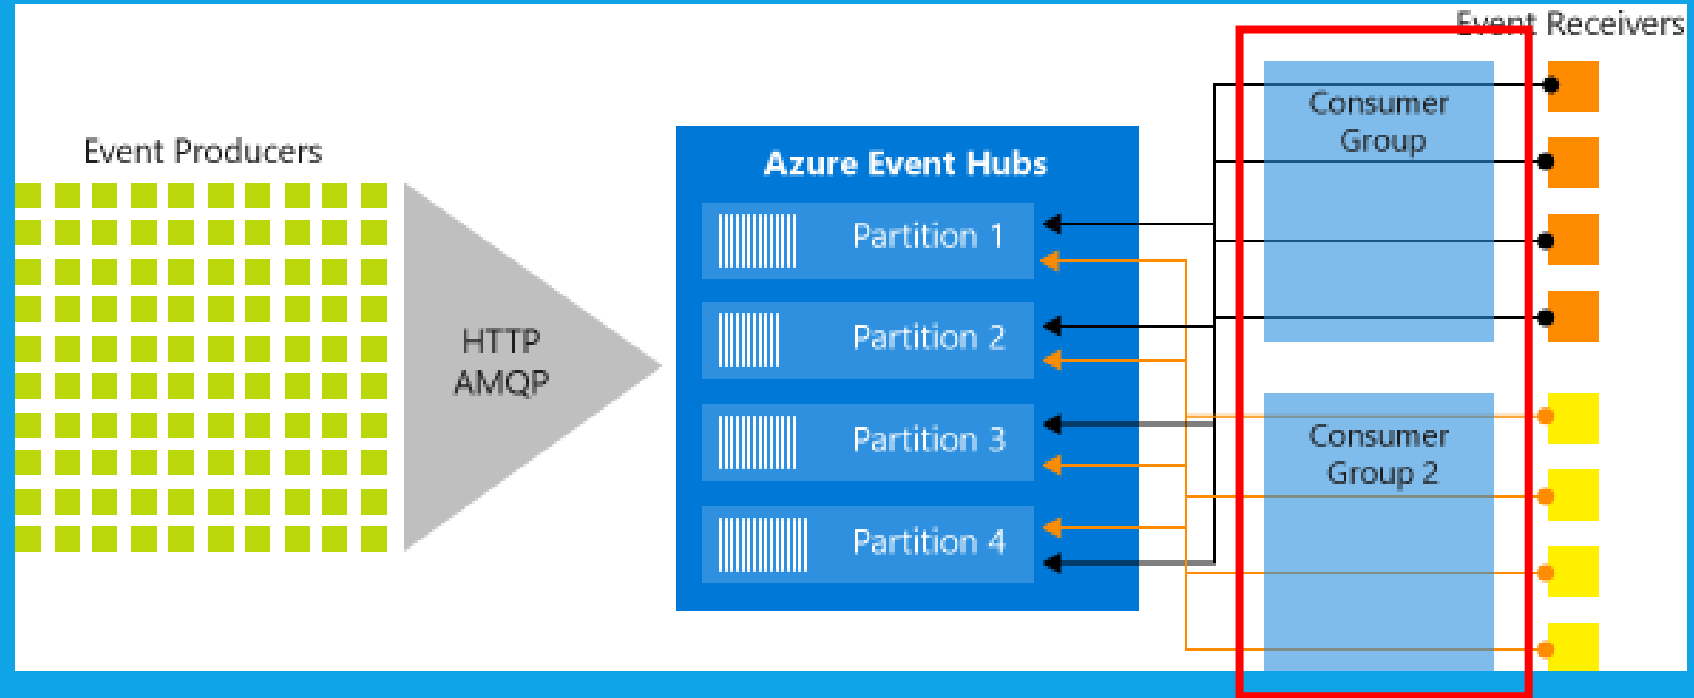 Event Receivers
Consumer
Group
Event Producers
Azure Event Hubs
Partition 1
Partition 2
HTTP
AMQP
Partition 3
Consumer
Group 2
Partition 4